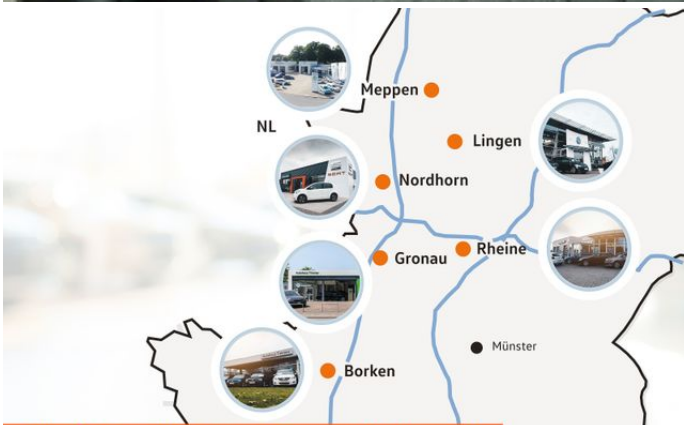 Meppen
NL
Lingen
Nordhorn
Gronau
Rheine
Münster
Borken